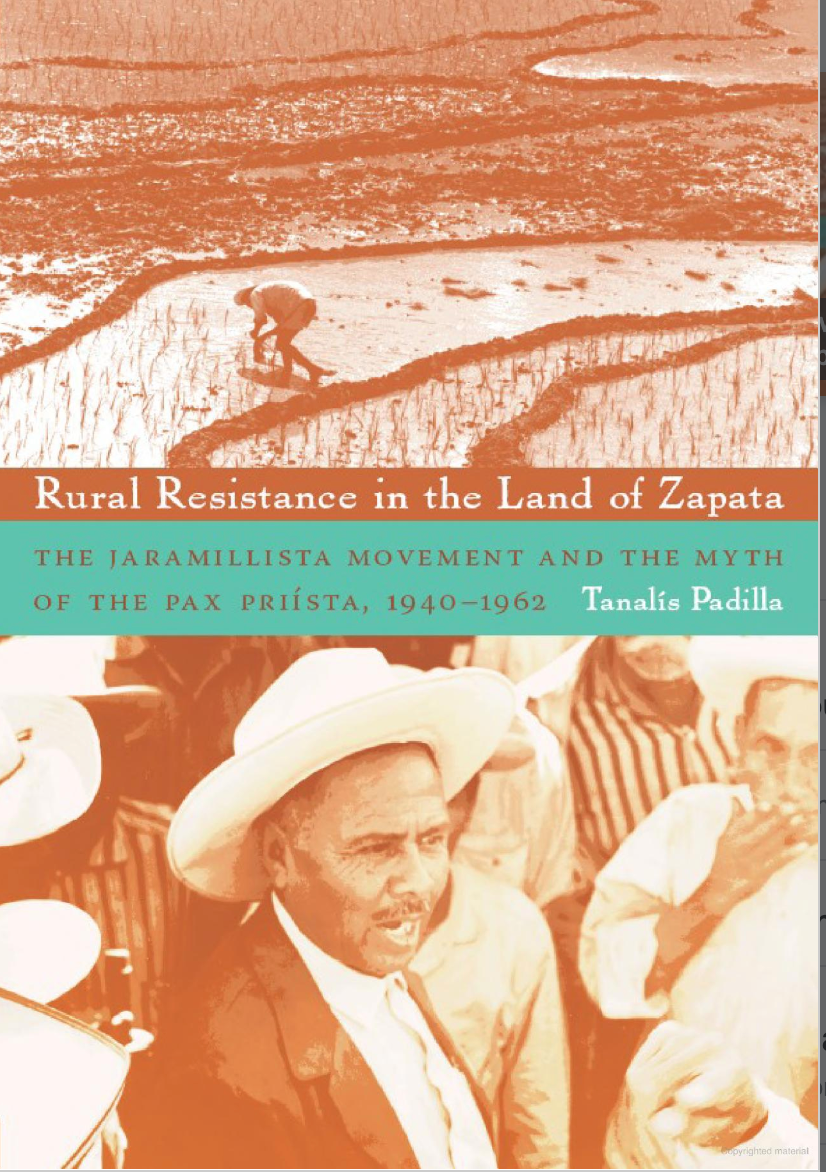 Rural Resistance in the Land of Zapata
THE JARAMILLISTA MOVEMENT AND THE MYTH
OF THE PAX PRIÍSTA, 1940–1962 Tanalís Padilla
Copyrighted material